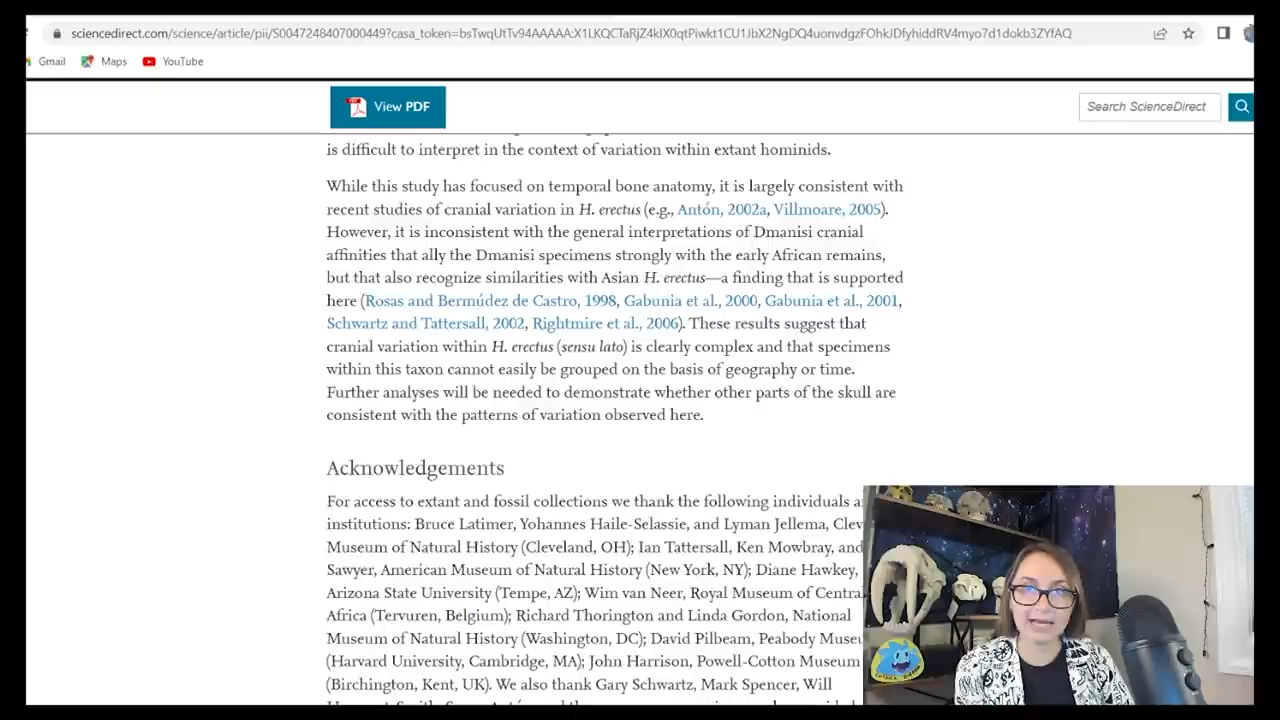 sciencedirect.com/science/article/pii/S0047248407000449?casa_token=bsTwqUtTv94AAAAA:X1LKQCTaRjZ4kIX0qtPiwkt1CU1JbX2NgDQ4uonvdgzFOhkJDfyhiddRV4myo7d1dokb3ZYfAQ
Gmail Maps YouTube
View PDF
Search ScienceDirect
is difficult to interpret in the context of variation within extant hominids.
While this study has focused on temporal bone anatomy, it is largely consistent with
recent studies of cranial variation in H. erectus (e.g., Antón, 2002a, Villmoare, 2005).
However, it is inconsistent with the general interpretations of Dmanisi cranial
affinities that ally the Dmanisi specimens strongly with the early African remains,
but that also recognize similarities with Asian H. erectus—a finding that is supported
here (Rosas and Bermúdez de Castro, 1998, Gabunia et al., 2000, Gabunia et al., 2001,
Schwartz and Tattersall, 2002, Rightmire et al., 2006). These results suggest that
cranial variation within H. erectus (sensu lato) is clearly complex and that specimens
within this taxon cannot easily be grouped on the basis of geography or time.
Further analyses will be needed to demonstrate whether other parts of the skull are
consistent with the patterns of variation observed here.
Acknowledgements
For access to extant and fossil collections we thank the following individuals
institutions: Bruce Latimer, Yohannes Haile-Selassie, and Lyman Jellema, Clev
Museum of Natural History (Cleveland, OH); Ian Tattersall, Ken Mowbray, and
Sawyer, American Museum of Natural History (New York, NY); Diane Hawkey,
Arizona State University (Tempe, AZ); Wim van Neer, Royal Museum of Centra
Africa (Tervuren, Belgium); Richard Thorington and Linda Gordon, National
Museum of Natural History (Washington, DC); David Pilbeam, Peabody Museu
(Harvard University, Cambridge, MA); John Harrison, Powell-Cotton Museum
(Birchington, Kent, UK). We also thank Gary Schwartz, Mark Spencer, Will